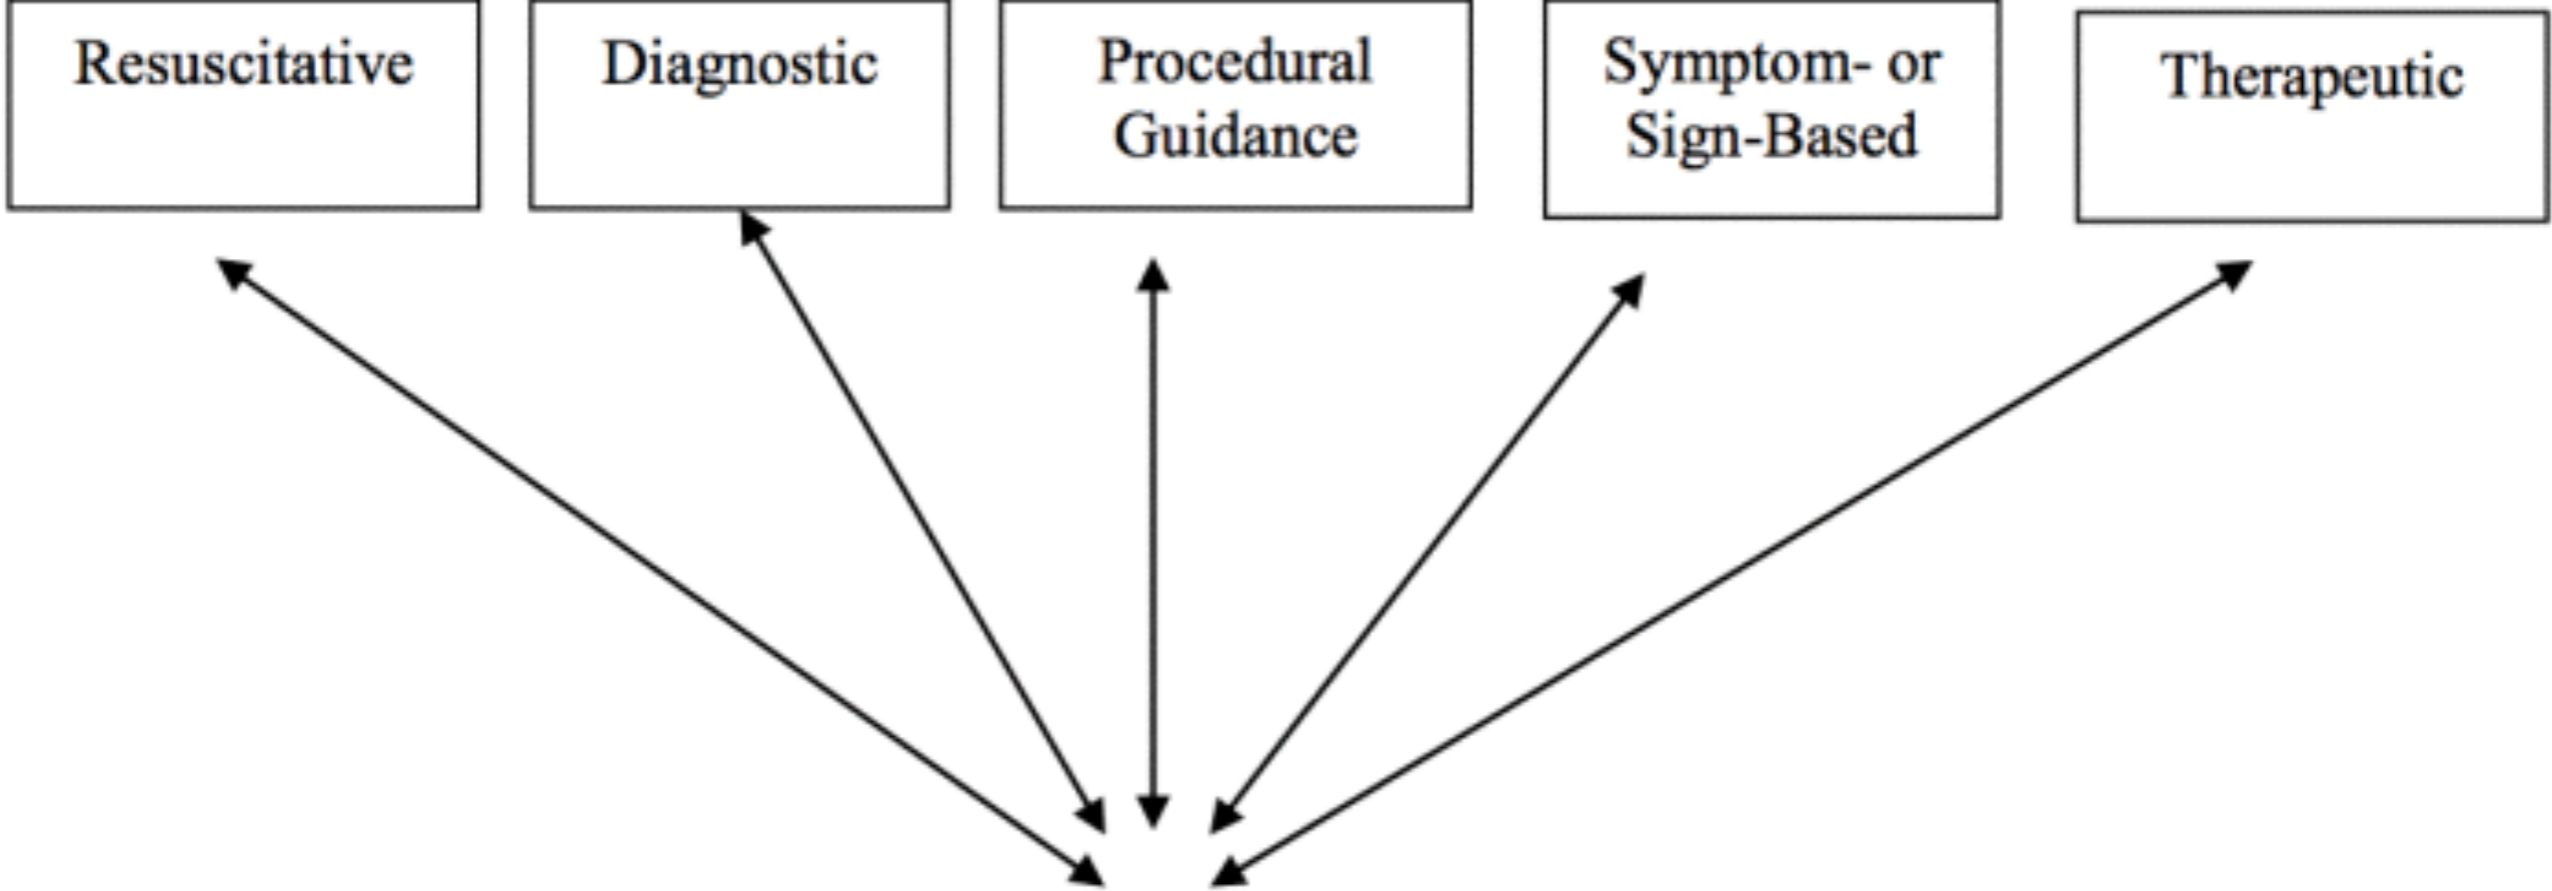 Resuscitative
Diagnostic
Procedural
Guidance
Symptom- or
Sign-Based
Therapeutic